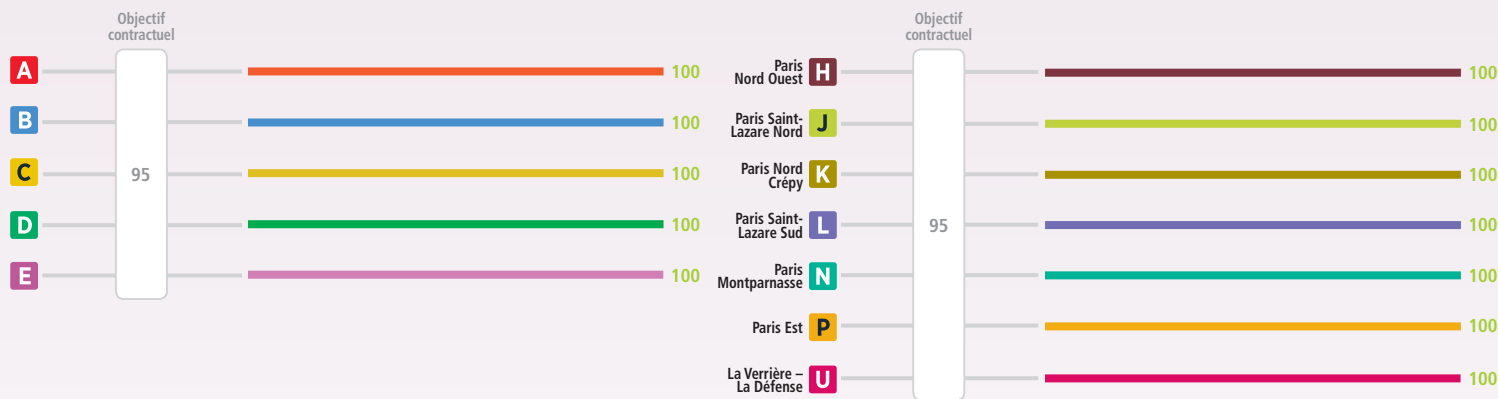 Objectif
contractuel
A 100
B 100
C 95 100
D 100
E 100
Objectif
contractuel
Paris
Nord Ouest H 100
Paris Saint-
Lazare Nord J 100
Paris Nord
Crépy K 100
Paris Saint-
Lazare Sud L 95 100
Paris
Montparnasse N 100
Paris Est P 100
La Verrière –
La Défense U 100